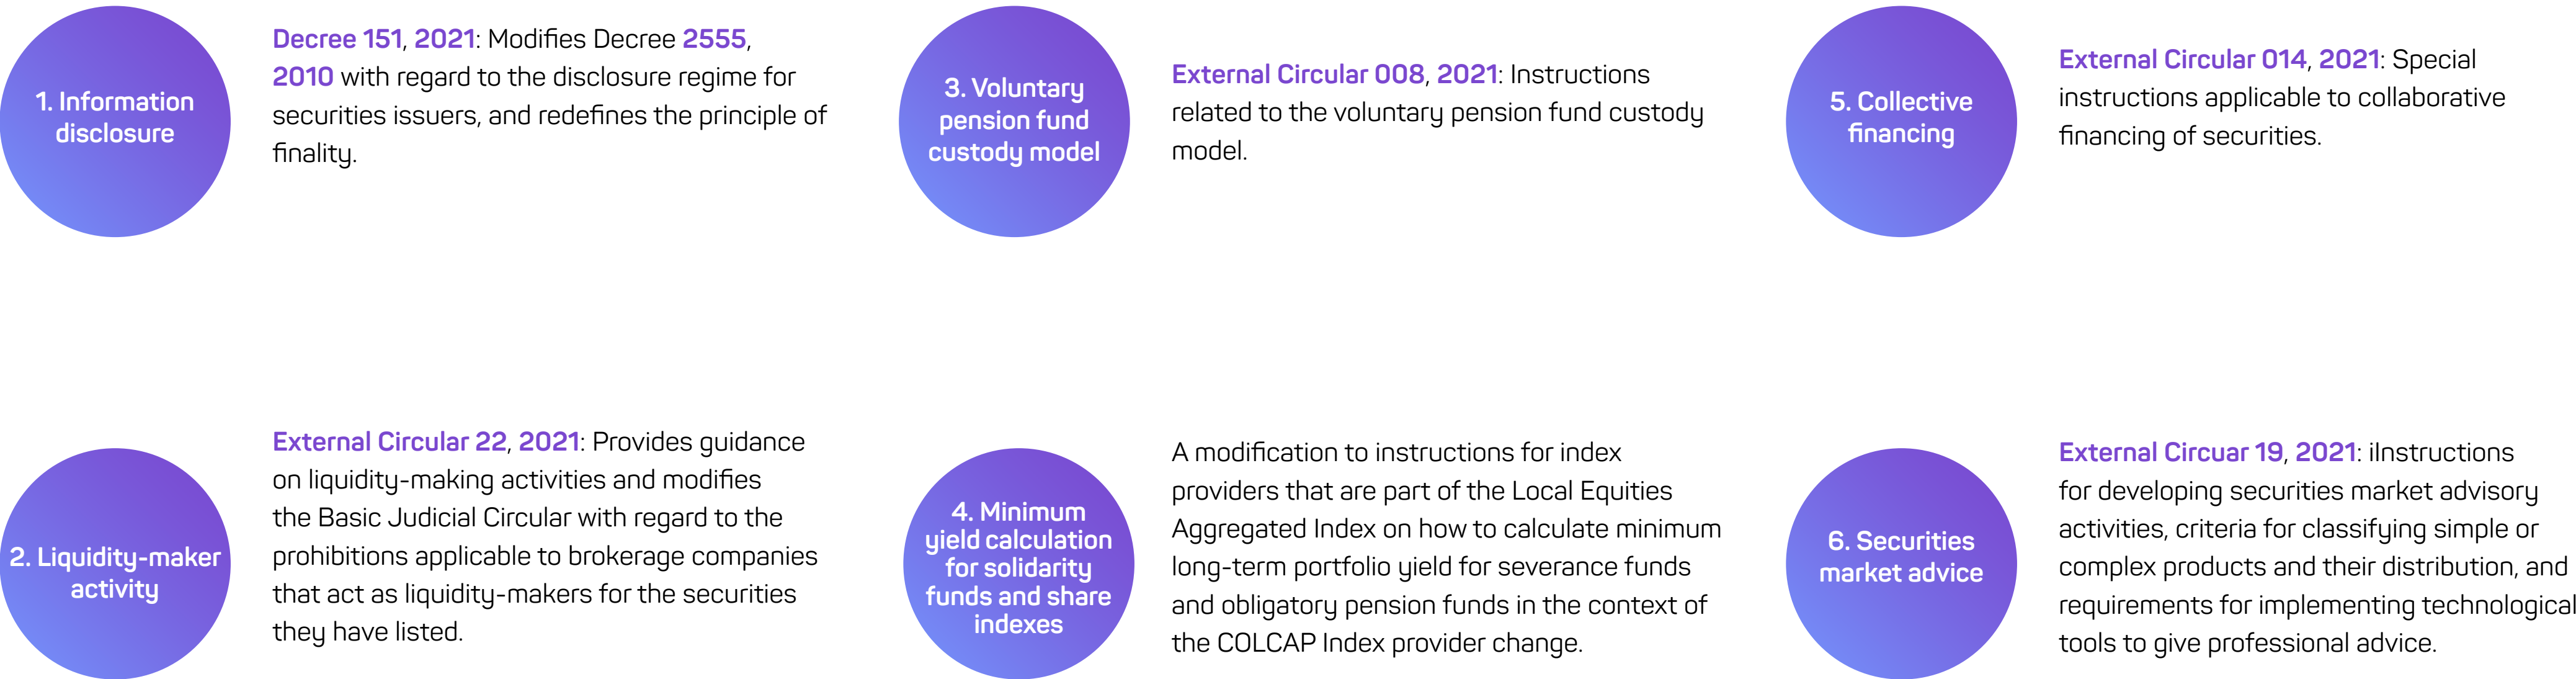 1. Information
disclosure
Decree 151, 2021: Modifies Decree 2555,
2010 with regard to the disclosure regime for
securities issuers, and redefines the principle of
finality.
2. Liquidity-maker
activity
External Circular 22, 2021: Provides guidance
on liquidity-making activities and modifies
the Basic Judicial Circular with regard to the
prohibitions applicable to brokerage companies
that act as liquidity-makers for the securities
they have listed.
3. Voluntary
pension fund
custody model
External Circular 008, 2021: Instructions
related to the voluntary pension fund custody
model.
4. Minimum
yield calculation
for solidarity
funds and share
indexes
A modification to instructions for index
providers that are part of the Local Equities
Aggregated Index on how to calculate minimum
long-term portfolio yield for severance funds
and obligatory pension funds in the context of
the COLCAP Index provider change.
5. Collective
financing
External Circular 014, 2021: Special
instructions applicable to collaborative
financing of securities.
6. Securities
market advice
External Circuar 19, 2021: iInstructions
for developing securities market advisory
activities, criteria for classifying simple or
complex products and their distribution, and
requirements for implementing technological
tools to give professional advice.